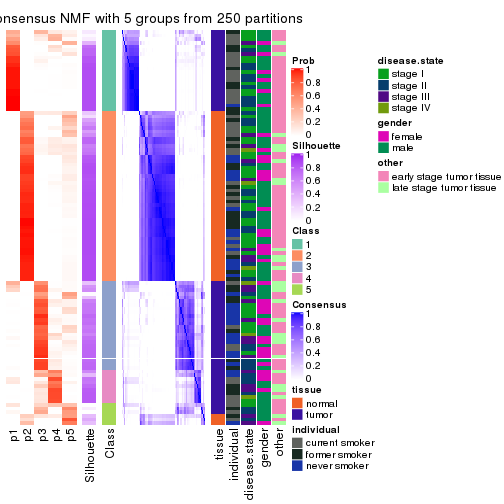 onsensus NMF with 5 groups from 250 partitions
Prob
1
0.8
0.6
0.4
0.2
0
Silhouette
1
0.8
0.6
0.4
0.2
0
Class
1
2
3
4
5
Consensus
1
0.8
0.6
0.4
0.2
0
tissue
normal
tumor
individual
current smoker
former smoker
never smoker
disease.state
stage I
stage II
stage III
stage IV
gender
female
male
other
early stage tumor tissue
late stage tumor tissue
p1
p2
p3
p4
p5
Silhouette
Class
tissue
individual
disease.state
gender
other